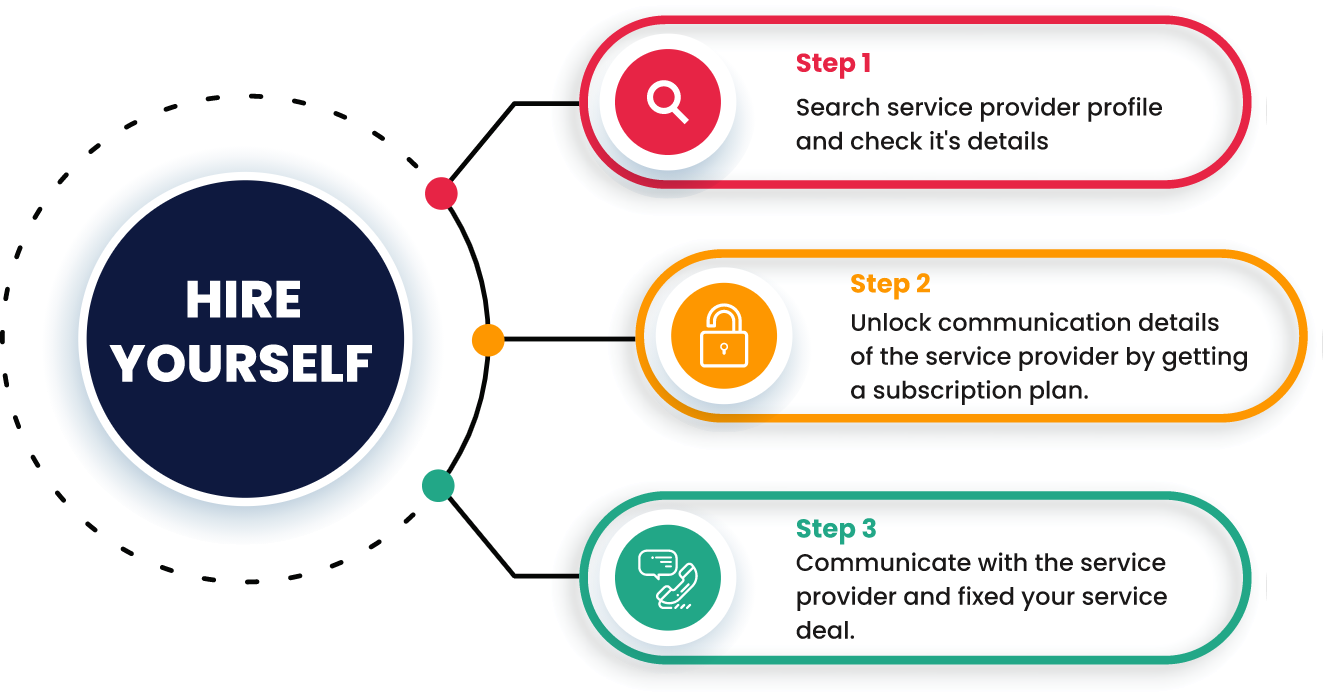 HIRE
YOURSELF
Step 1
Search service provider profile
and check it's details
Step 2
Unlock communication details
of the service provider by getting
a subscription plan.
Step 3
Communicate with the service
provider and fixed your service
deal.